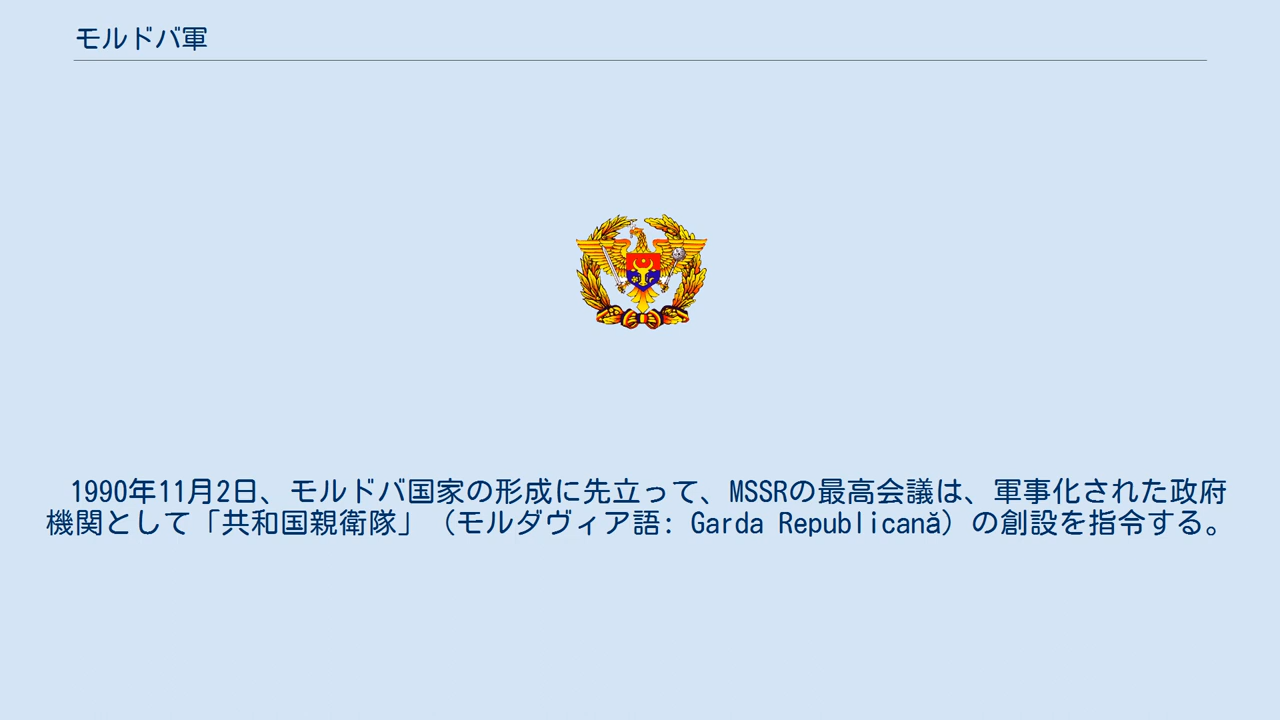 モルドバ軍
1990年11月2日、モルドバ国家の形成に先立って、MSSRの最高会議は、軍事化された政府
機関として「共和国親衛隊」（モルダヴィア語: Garda Republicană）の創設を指令する。